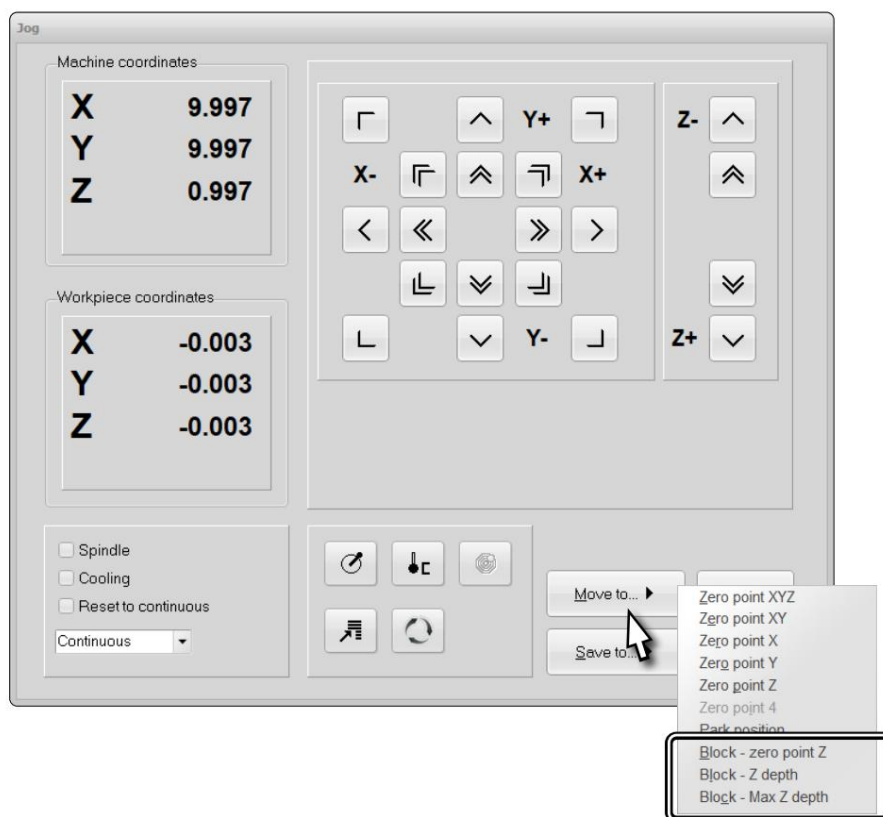 Jog
Machine coordinates
X 9.997
Y 9.997
Z 0.997
Workpiece coordinates
X -0.003
Y -0.003
Z -0.003
Y+
X- X+
Y-
Z-
Z+
Spindle
Cooling
Reset to continuous
Continuous
Move to...
Save to...
Zero point XYZ
Zero point XY
Zero point X
Zero point Y
Zero point Z
Zero point 4
Park position
Block - zero point Z
Block - Z depth
Block - Max Z depth